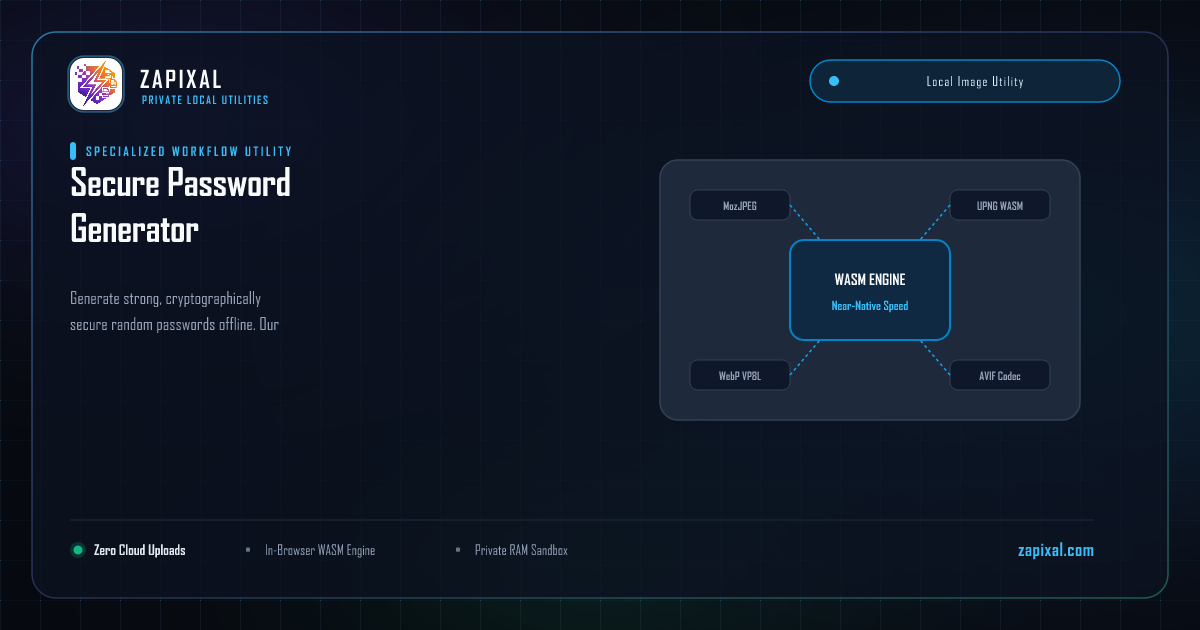 ZAPIXAL
PRIVATE LOCAL UTILITIES
Local Image Utility
SPECIALIZED WORKFLOW UTILITY
Secure Password
Generator
Generate strong, cryptographically
secure random passwords offline. Our
MozJPEG
UPNG WASM
WASM ENGINE
Near-Native Speed
WebP VP8L
AVIF Codec
Zero Cloud Uploads
In-Browser WASM Engine
Private RAM Sandbox
zapixal.com